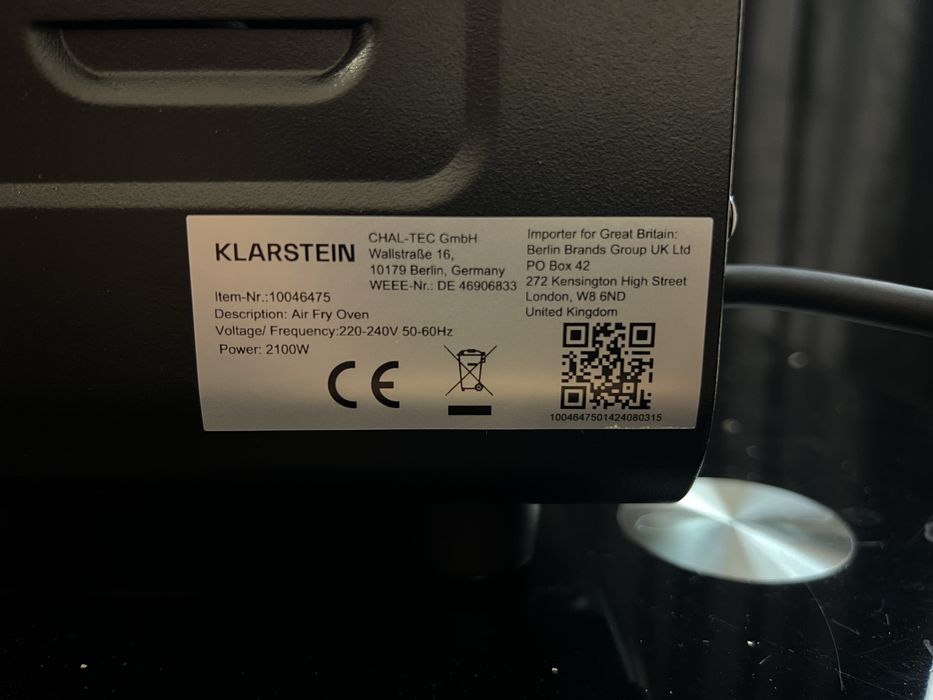 KLARSTEIN
CHAL-TEC GmbH
Wallstraße 16,
10179 Berlin, Germany
WEEE-Nr.: DE 46906833
Importer for Great Britain:
Berlin Brands Group UK Ltd
PO Box 42
272 Kensington High Street
London, W8 6ND
United Kingdom
Item-Nr.:10046475
Description: Air Fry Oven
Voltage/ Frequency:220-240V 50-60Hz
Power: 2100W
CE
1004647501424080315